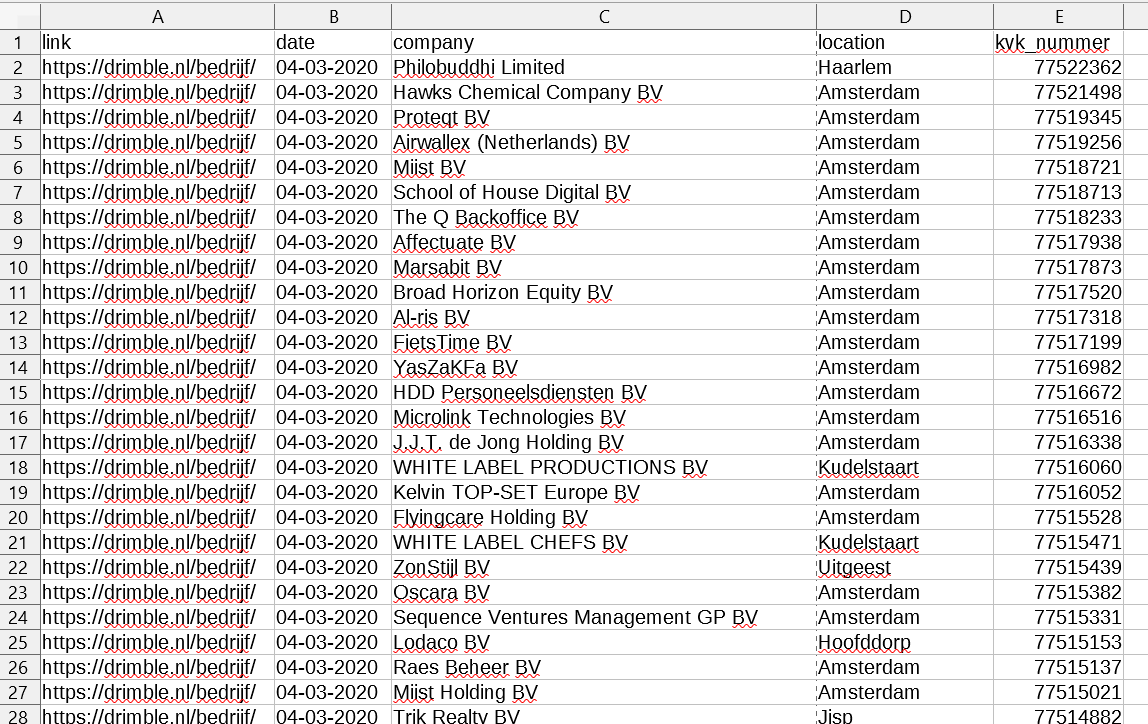 A B C D E
1 link date company location kvk_nummer
2 https://drimble.nl/bedrijf/ 04-03-2020 Philobuddhi Limited Haarlem 77522362
3 https://drimble.nl/bedrijf/ 04-03-2020 Hawks Chemical Company BV Amsterdam 77521498
4 https://drimble.nl/bedrijf/ 04-03-2020 Proteqt BV Amsterdam 77519345
5 https://drimble.nl/bedrijf/ 04-03-2020 Airwallex (Netherlands) BV Amsterdam 77519256
6 https://drimble.nl/bedrijf/ 04-03-2020 Miist BV Amsterdam 77518721
7 https://drimble.nl/bedrijf/ 04-03-2020 School of House Digital BV Amsterdam 77518713
8 https://drimble.nl/bedrijf/ 04-03-2020 The Q Backoffice BV Amsterdam 77518233
9 https://drimble.nl/bedrijf/ 04-03-2020 Affectuate BV Amsterdam 77517938
10 https://drimble.nl/bedrijf/ 04-03-2020 Marsabit BV Amsterdam 77517873
11 https://drimble.nl/bedrijf/ 04-03-2020 Broad Horizon Equity BV Amsterdam 77517520
12 https://drimble.nl/bedrijf/ 04-03-2020 Al-ris BV Amsterdam 77517318
13 https://drimble.nl/bedrijf/ 04-03-2020 FietsTime BV Amsterdam 77517199
14 https://drimble.nl/bedrijf/ 04-03-2020 YasZaKFa BV Amsterdam 77516982
15 https://drimble.nl/bedrijf/ 04-03-2020 HDD Personeelsdiensten BV Amsterdam 77516672
16 https://drimble.nl/bedrijf/ 04-03-2020 Microlink Technologies BV Amsterdam 77516516
17 https://drimble.nl/bedrijf/ 04-03-2020 J.J.T. de Jong Holding BV Amsterdam 77516338
18 https://drimble.nl/bedrijf/ 04-03-2020 WHITE LABEL PRODUCTIONS BV Kudelstaart 77516060
19 https://drimble.nl/bedrijf/ 04-03-2020 Kelvin TOP-SET Europe BV Amsterdam 77516052
20 https://drimble.nl/bedrijf/ 04-03-2020 Flyingcare Holding BV Amsterdam 77515528
21 https://drimble.nl/bedrijf/ 04-03-2020 WHITE LABEL CHEFS BV Kudelstaart 77515471
22 https://drimble.nl/bedrijf/ 04-03-2020 ZonStijl BV Uitgeest 77515439
23 https://drimble.nl/bedrijf/ 04-03-2020 Oscara BV Amsterdam 77515382
24 https://drimble.nl/bedrijf/ 04-03-2020 Sequence Ventures Management GP BV Amsterdam 77515331
25 https://drimble.nl/bedrijf/ 04-03-2020 Lodaco BV Hoofddorp 77515153
26 https://drimble.nl/bedrijf/ 04-03-2020 Raes Beheer BV Amsterdam 77515137
27 https://drimble.nl/bedrijf/ 04-03-2020 Miist Holding BV Amsterdam 77515021
28 https://drimble.nl/bedrijf/ 04-03-2020 Trik Realty BV Jisp 77514882